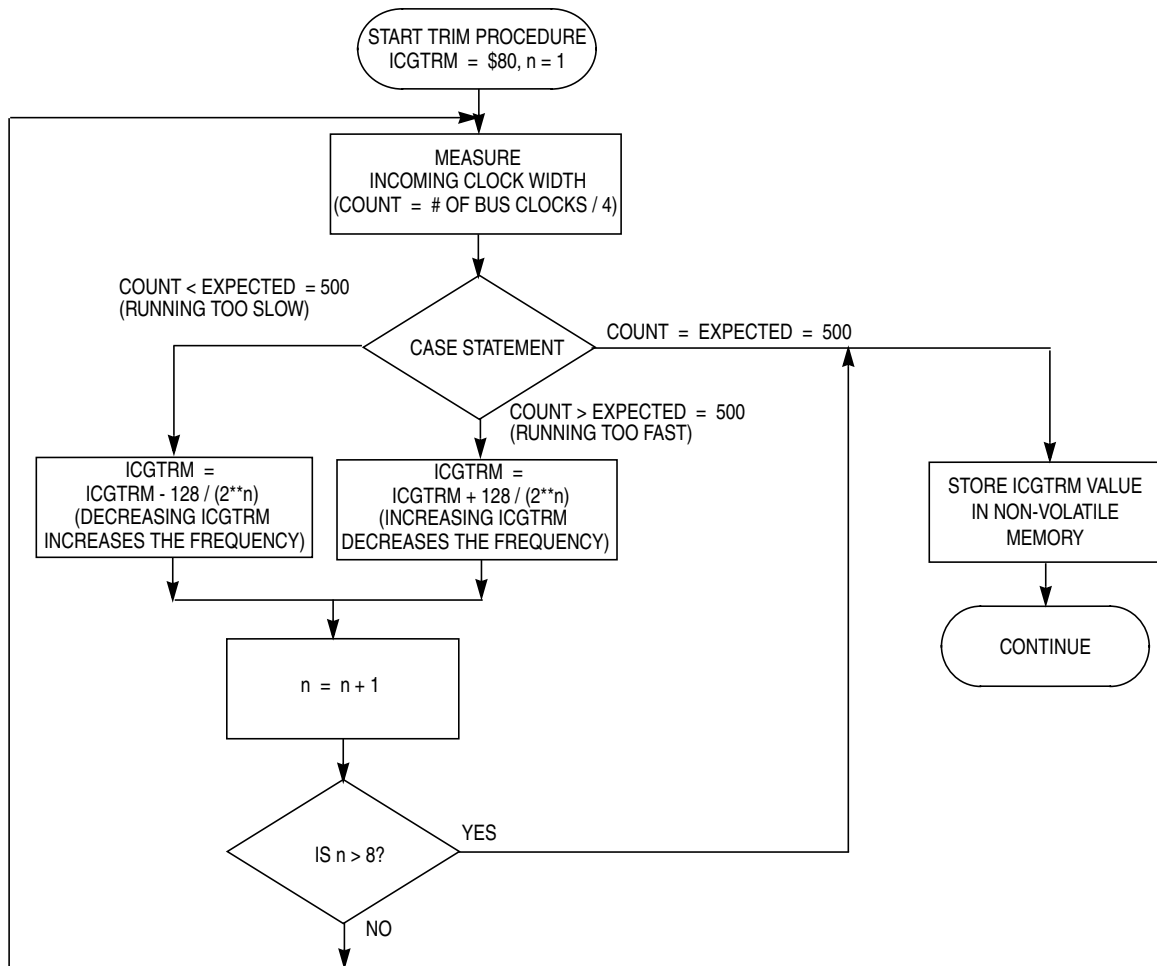 START TRIM PROCEDURE
ICGTRM = $80, n = 1
MEASURE
INCOMING CLOCK WIDTH
(COUNT = # OF BUS CLOCKS / 4)
COUNT < EXPECTED = 500
(RUNNING TOO SLOW)
CASE STATEMENT
COUNT = EXPECTED = 500
COUNT > EXPECTED = 500
(RUNNING TOO FAST)
ICGTRM =
ICGTRM - 128 / (2**n)
(DECREASING ICGTRM
INCREASES THE FREQUENCY)
ICGTRM =
ICGTRM + 128 / (2**n)
(INCREASING ICGTRM
DECREASES THE FREQUENCY)
STORE ICGTRM VALUE
IN NON-VOLATILE
MEMORY
CONTINUE
n = n + 1
IS n > 8?
YES
NO